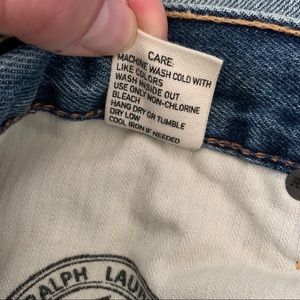 CARE:
MACHINE WASH COLD WITH
LIKE COLORS
WASH INSIDE OUT
USE ONLY NON-CHLORINE
BLEACH
HANG DRY OR TUMBLE
DRY LOW
COOL IRON IF NEEDED
RALPH LAU